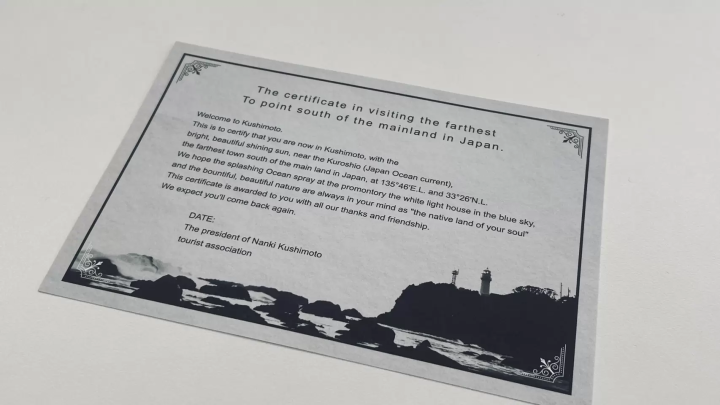 The certificate in visiting the farthest
To point south of the mainland in Japan.
Welcome to Kushimoto.
This is to certify that you are now in Kushimoto, with the
bright, beautiful shining sun, near the Kuroshio (Japan Ocean current),
the farthest town south of the main land in Japan, at 135°46'E.L. and 33°26'N.L.
We hope the splashing Ocean spray at the promontory the white light house in the blue sky,
and the bountiful, beautiful nature are always in your mind as "the native land of your soul"
This certificate is awarded to you with all our thanks and friendship.
We expect you'll come back again.
DATE:
The president of Nanki Kushimoto
tourist association